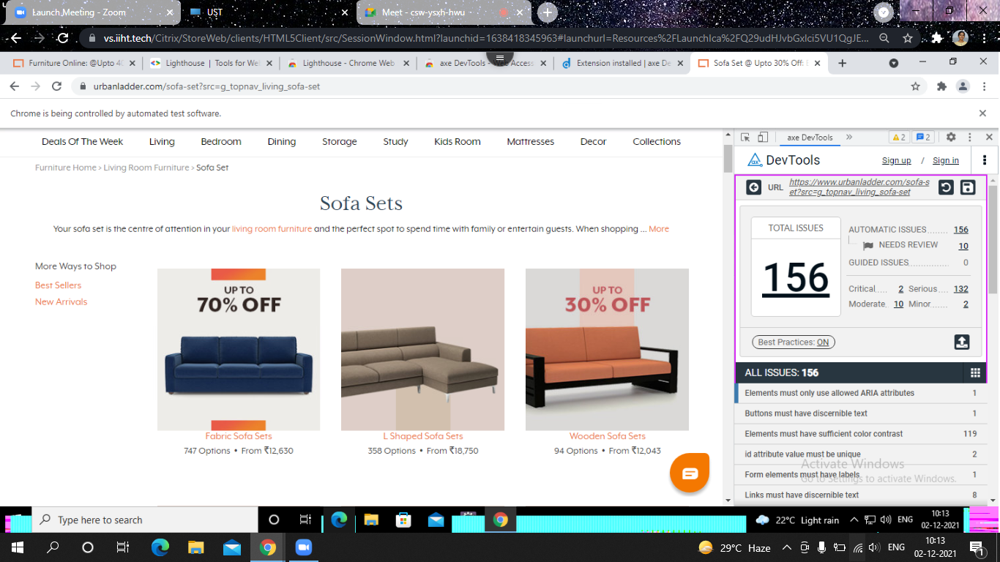 Launch Meeting - Zoom
UST
Meet - csw-ysxh-hwu
vs.iiht.tech/Citrix/StoreWeb/clients/HTML5Client/src/SessionWindow.html?launchid=1638418345963#launchurl=Resources%2FLaunchIca%2FQ29udHJvbGxlci5VU1QgJE...
Furniture Online: @Upto 40
Lighthouse | Tools for We
Lighthouse - Chrome Web
axe DevTools - Web Access
Extension installed | axe De
Sofa Set @ Upto 30% Off:
urbanladder.com/sofa-set?src=g_topnav_living_sofa-set
Chrome is being controlled by automated test software.
Deals Of The Week Living Bedroom Dining Storage Study Kids Room Mattresses Decor Collections
Furniture Home > Living Room Furniture > Sofa Set
Sofa Sets
Your sofa set is the centre of attention in your living room furniture and the perfect spot to spend time with family or entertain guests. When shopping ... More
More Ways to Shop
Best Sellers
New Arrivals
UP TO
70% OFF
Fabric Sofa Sets
747 Options • From ₹12,630
L Shaped Sofa Sets
358 Options • From ₹18,750
UP TO
30% OFF
Wooden Sofa Sets
94 Options • From ₹12,043
axe DevTools » 2 2
ax DevTools
Sign up / Sign in
URL https://www.urbanladder.com/sofa-s
et?src=g_topnav_living_sofa-set
TOTAL ISSUES
156
AUTOMATIC ISSUES 156
NEEDS REVIEW 10
GUIDED ISSUES 0
Critical 2 Serious 132
Moderate 10 Minor 2
Best Practices: ON
ALL ISSUES: 156
Elements must only use allowed ARIA attributes 1
Buttons must have discernible text 1
Elements must have sufficient color contrast 119
id attribute value must be unique 2
Form elements must have labels 1
Links must have discernible text 8
Activate Windows
Go to Settings to activate Windows.
Type here to search
22°C Light rain ENG 10:13
02-12-2021
29°C Haze ENG 10:13
02-12-2021
1